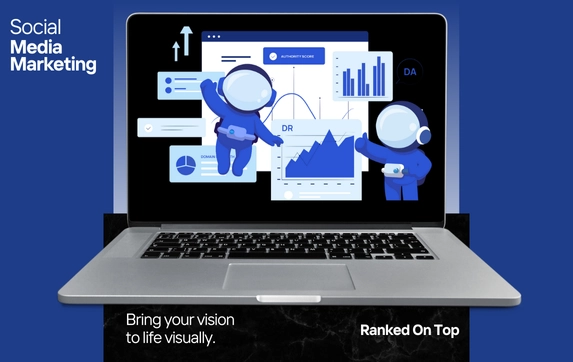 Social
Media
Marketing
AUTHORITY SCORE
DA
DR
Bring your vision
to life visually.
Ranked On Top